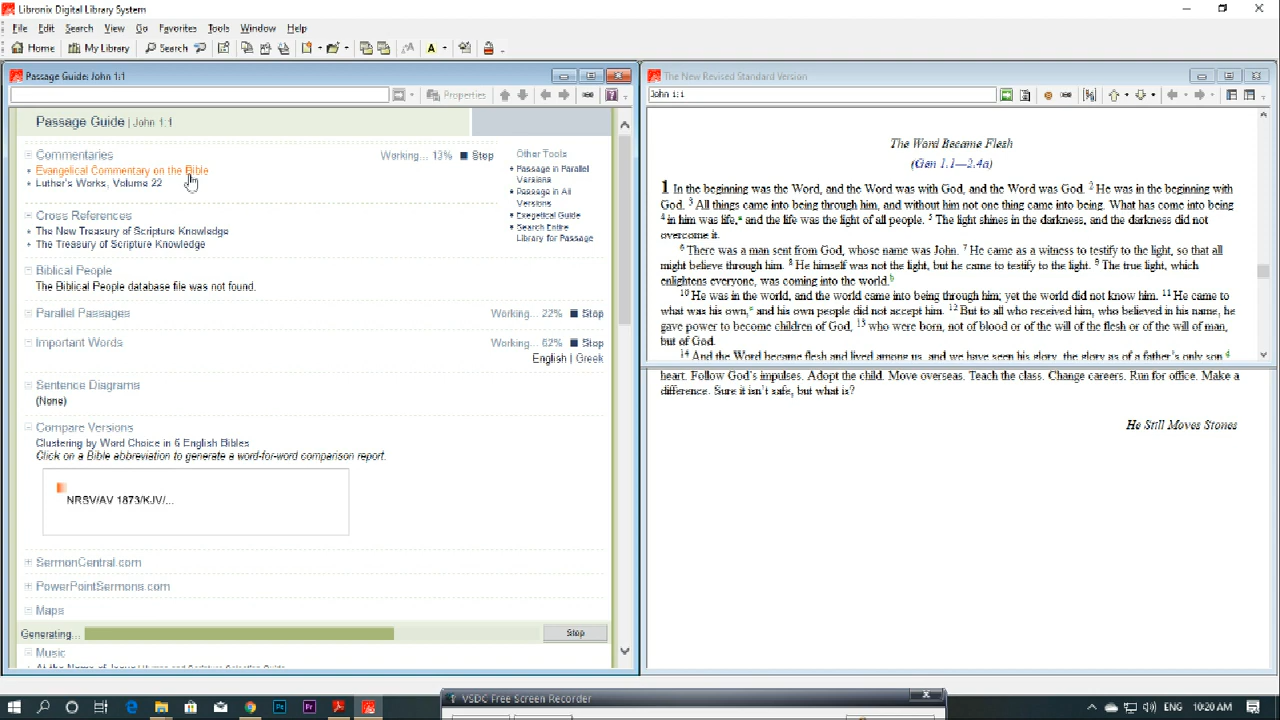 Libronix Digital Library System
File Edit Search View Go Favorites Tools Window Help
Home My Library Search
Passage Guide: John 1:1
Properties
Passage Guide | John 1:1
Commentaries Working... 13% Stop
Evangelical Commentary on the Bible
Luther's Works, Volume 22
Cross References
The New Treasury of Scripture Knowledge
The Treasury of Scripture Knowledge
Biblical People
The Biblical People database file was not found.
Parallel Passages Working... 22% Stop
Important Words Working... 62% Stop
English | Greek
Sentence Diagrams
(None)
Compare Versions
Clustering by Word Choice in 6 English Bibles
Click on a Bible abbreviation to generate a word-for-word comparison report.
NRSV/AV 1873/KJV/...
SermonCentral.com
PowerPointSermons.com
Maps
Generating... Stop
Music
At the Name of Jesus | Hymn and Scripture Selection Guide
Other Tools
Passage in Parallel
Versions
Passage in All
Versions
Exegetical Guide
Search Entire
Library for Passage
The New Revised Standard Version
John 1:1
The Word Became Flesh
(Gen 1.1—2.4a)
1 In the beginning was the Word, and the Word was with God, and the Word was God. 2 He was in the beginning with
God. 3 All things came into being through him, and without him not one thing came into being. What has come into being
4 in him was life,a and the life was the light of all people. 5 The light shines in the darkness, and the darkness did not
overcome it.
6 There was a man sent from God, whose name was John. 7 He came as a witness to testify to the light, so that all
might believe through him. 8 He himself was not the light, but he came to testify to the light. 9 The true light, which
enlightens everyone, was coming into the world.b
10 He was in the world, and the world came into being through him; yet the world did not know him. 11 He came to
what was his own,c and his own people did not accept him. 12 But to all who received him, who believed in his name, he
gave power to become children of God, 13 who were born, not of blood or of the will of the flesh or of the will of man,
but of God.
14 And the Word became flesh and lived among us, and we have seen his glory, the glory as of a father's only son,d
heart. Follow God's impulses. Adopt the child. Move overseas. Teach the class. Change careers. Run for office. Make a
difference. Sure it isn't safe, but what is?
He Still Moves Stones
VSDC Free Screen Recorder
ENG 10:20 AM